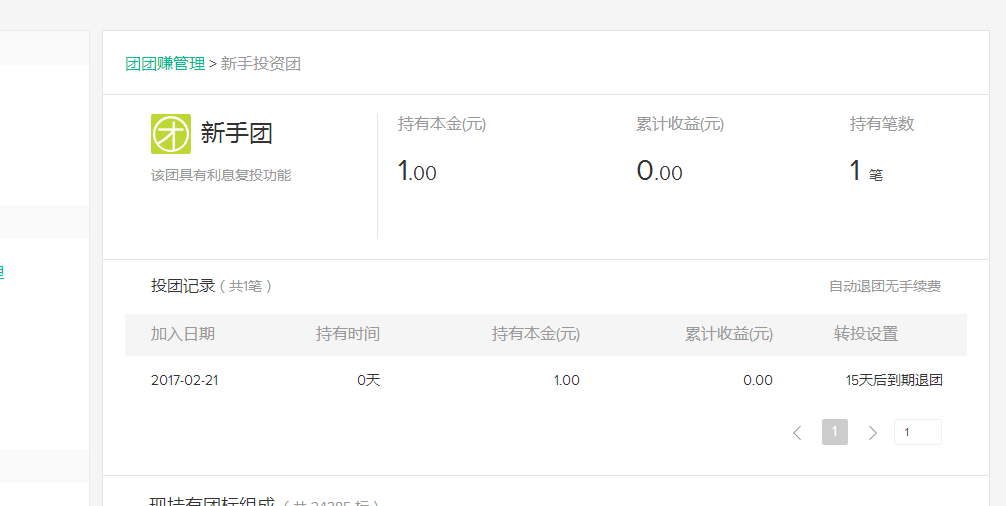 团团赚管理 > 新手投资团
团 新手团
该团具有利息复投功能
持有本金(元) 累计收益(元) 持有笔数
1.00 0.00 1 笔
理
投团记录 ( 共1笔 ) 自动退团无手续费
加入日期 持有时间 持有本金(元) 累计收益(元) 转投设置
2017-02-21 0天 1.00 0.00 15天后到期退团
< 1 > 1
现持有团标组成 ( 共 24285 标 )